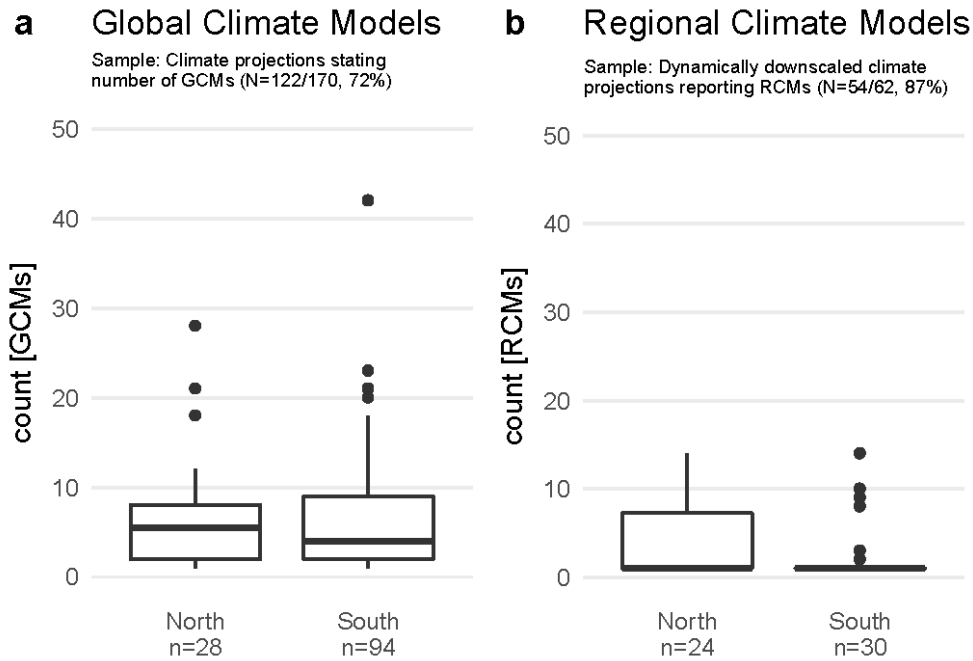 a Global Climate Models
Sample: Climate projections stating
number of GCMs (N=122/170, 72%)
50
40
30
20
10
0
count [GCMs]
North
n=28
South
n=94
b Regional Climate Models
Sample: Dynamically downscaled climate
projections reporting RCMs (N=54/62, 87%)
50
40
30
20
10
0
count [RCMs]
North
n=24
South
n=30